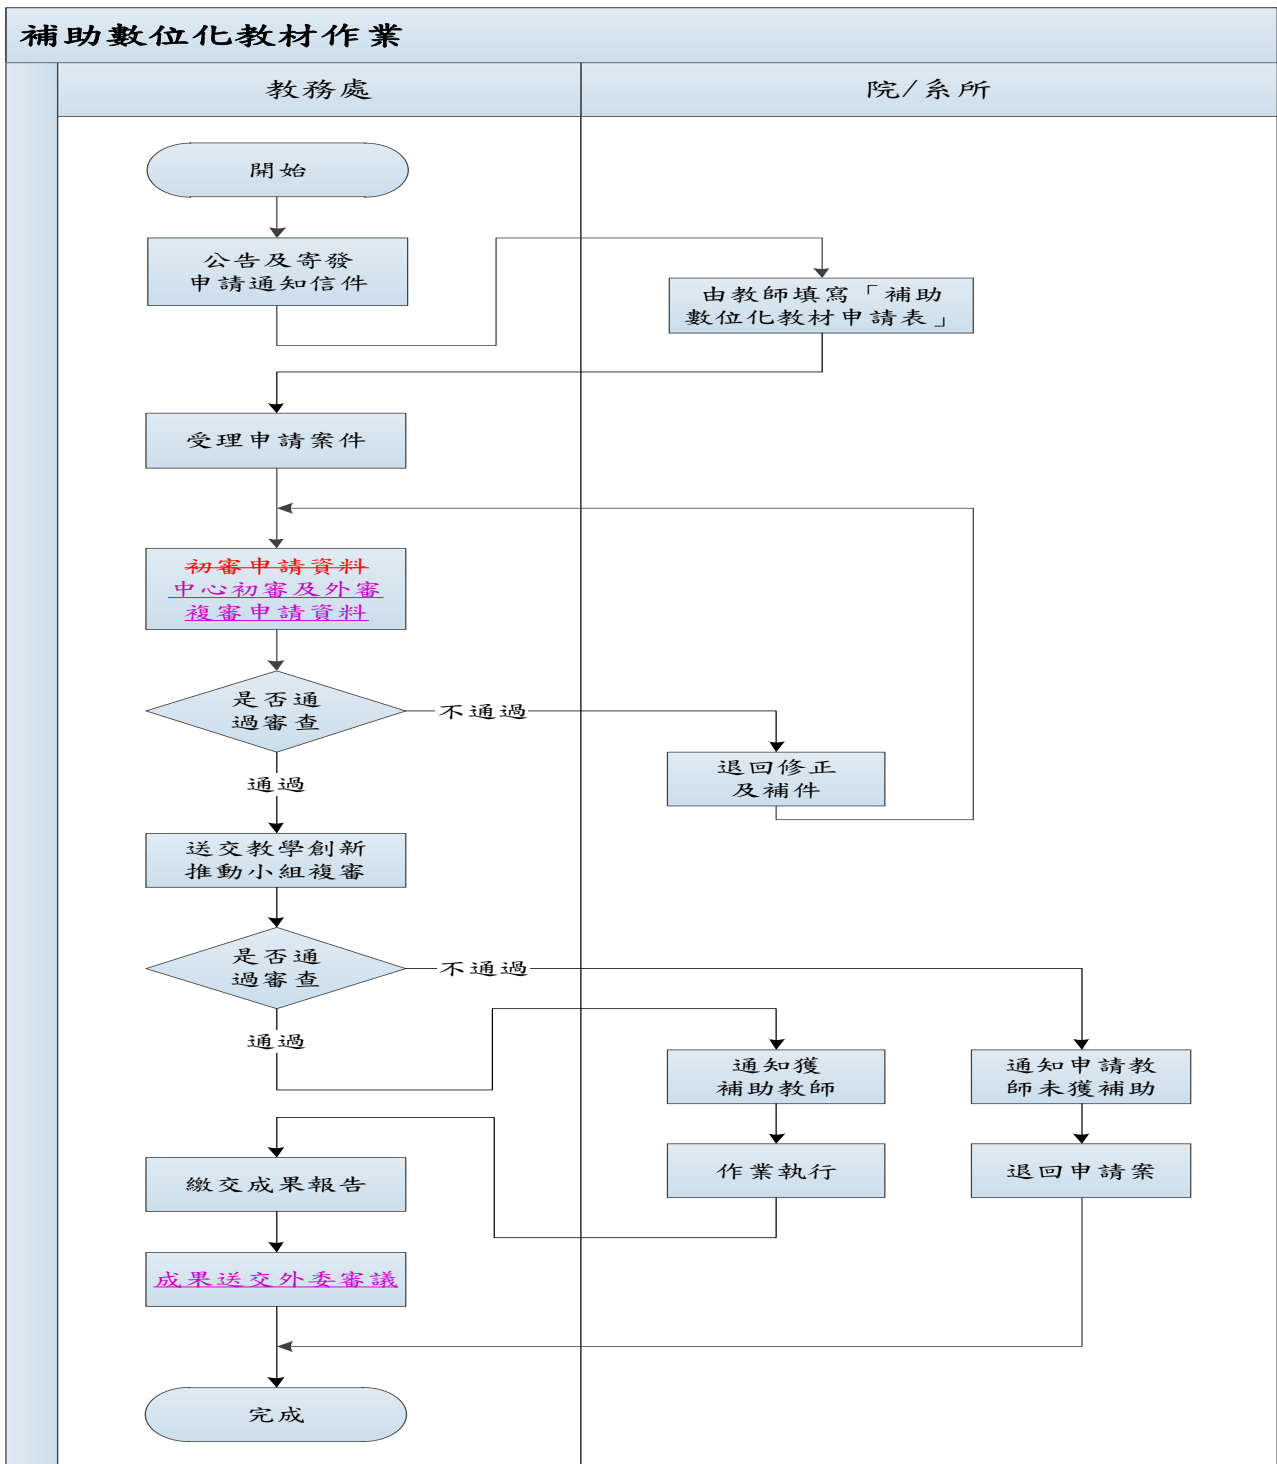 補助數位化教材作業
教務處
院/系所
開始
公告及寄發
申請通知信件
由教師填寫「補助
數位化教材申請表」
受理申請案件
初審申請資料
中心初審及外審
複審申請資料
是否通
過審查
不通過
退回修正
及補件
通過
送交教學創新
推動小組複審
是否通
過審查
不通過
通過
通知獲
補助教師
通知申請教
師未獲補助
作業執行
退回申請案
繳交成果報告
成果送交外委審議
完成